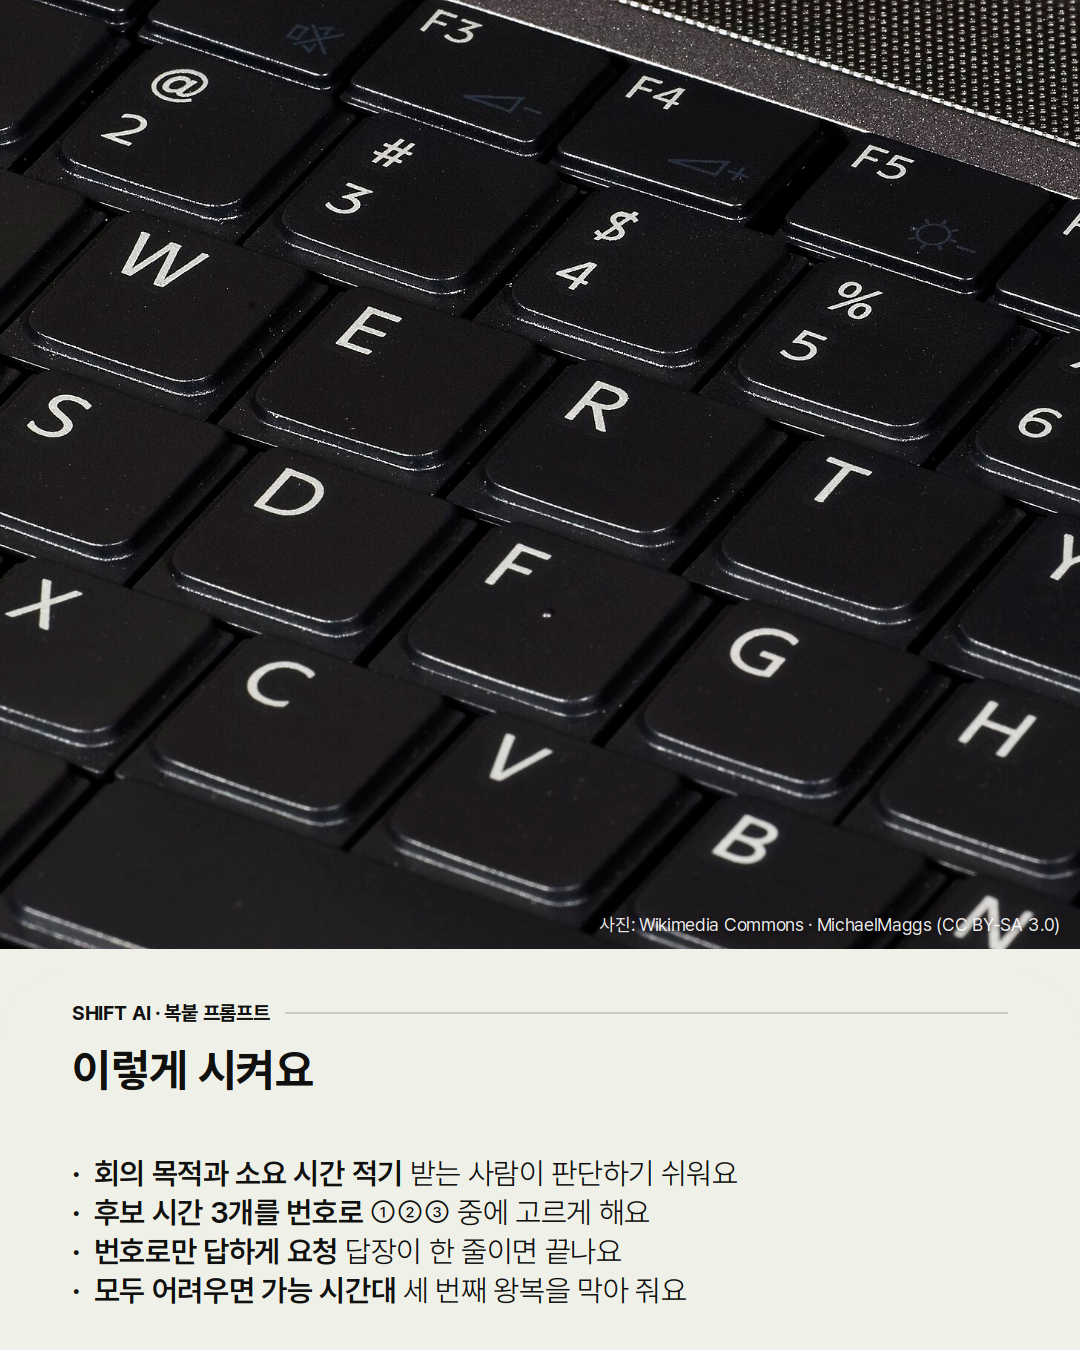 F3
@
2
F4
#
3
F5
$
4
W
%
5
E
6
R
S
T
D
Y
F
X
G
C
H
V
B
N
사진: Wikimedia Commons · MichaelMaggs (CC BY-SA 3.0)
SHIFT AI · 복붙 프롬프트
이렇게 시켜요
· 회의 목적과 소요 시간 적기 받는 사람이 판단하기 쉬워요
· 후보 시간 3개를 번호로 ①②③ 중에 고르게 해요
· 번호로만 답하게 요청 답장이 한 줄이면 끝나요
· 모두 어려우면 가능 시간대 세 번째 왕복을 막아 줘요